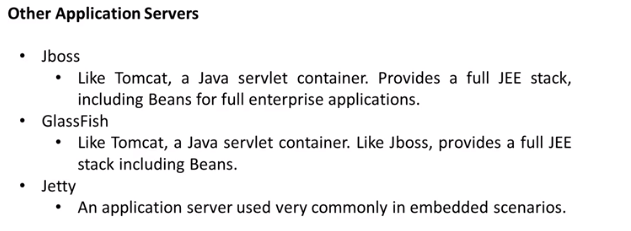 Other Application Servers
• Jboss
• Like Tomcat, a Java servlet container. Provides a full JEE stack,
including Beans for full enterprise applications.
• GlassFish
• Like Tomcat, a Java servlet container. Like Jboss, provides a full JEE
stack including Beans.
• Jetty
• An application server used very commonly in embedded scenarios.